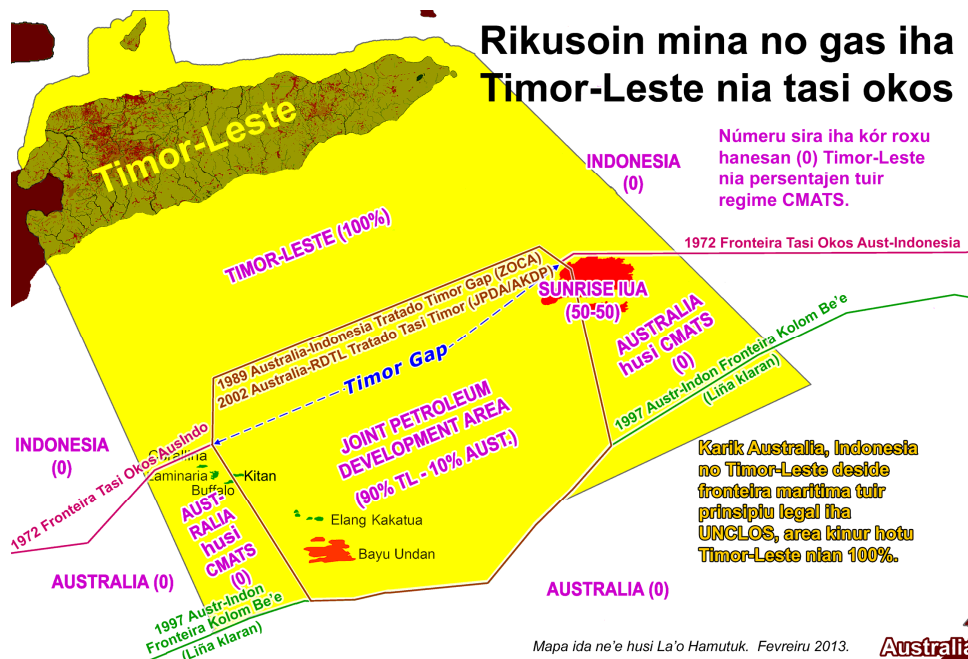 Rikusoin mina no gas iha
Timor-Leste nia tasi okos
Timor-Leste
Númeru sira iha kór roxu
hanesan (0) Timor-Leste
nia persentajen tuir
regime CMATS.
INDONESIA
(0)
TIMOR-LESTE (100%)
1972 Fronteira Tasi Okos Aust-Indonesia
SUNRISE IUA
(50-50)
1989 Australia-Indonesia Tratado Timor Gap (ZOCA)
2002 Australia-RDTL Tratado Tasi Timor (JPDA/AKDP)
Timor Gap
AUSTRALIA
husi CMATS
(0)
1997 Austr-Indon Fronteira Kolom Be'e
(Liña klaran)
JOINT PETROLEUM
DEVELOPMENT AREA
(90% TL - 10% AUST.)
INDONESIA
(0)
1972 Fronteira Tasi Okos AusIndo
Corallina
Laminaria
Kitan
Buffalo
AUST-
RALIA
husi
CMATS
(0)
Elang Kakatua
Bayu Undan
Karik Australia, Indonesia
no Timor-Leste deside
fronteira maritima tuir
prinsipiu legal iha
UNCLOS, area kinur hotu
Timor-Leste nian 100%.
AUSTRALIA (0)
AUSTRALIA (0)
1997 Austr-Indon
Fronteira Kolom Be'e
(Liña klaran)
Mapa ida ne'e husi La'o Hamutuk. Fevreiru 2013.
Australia